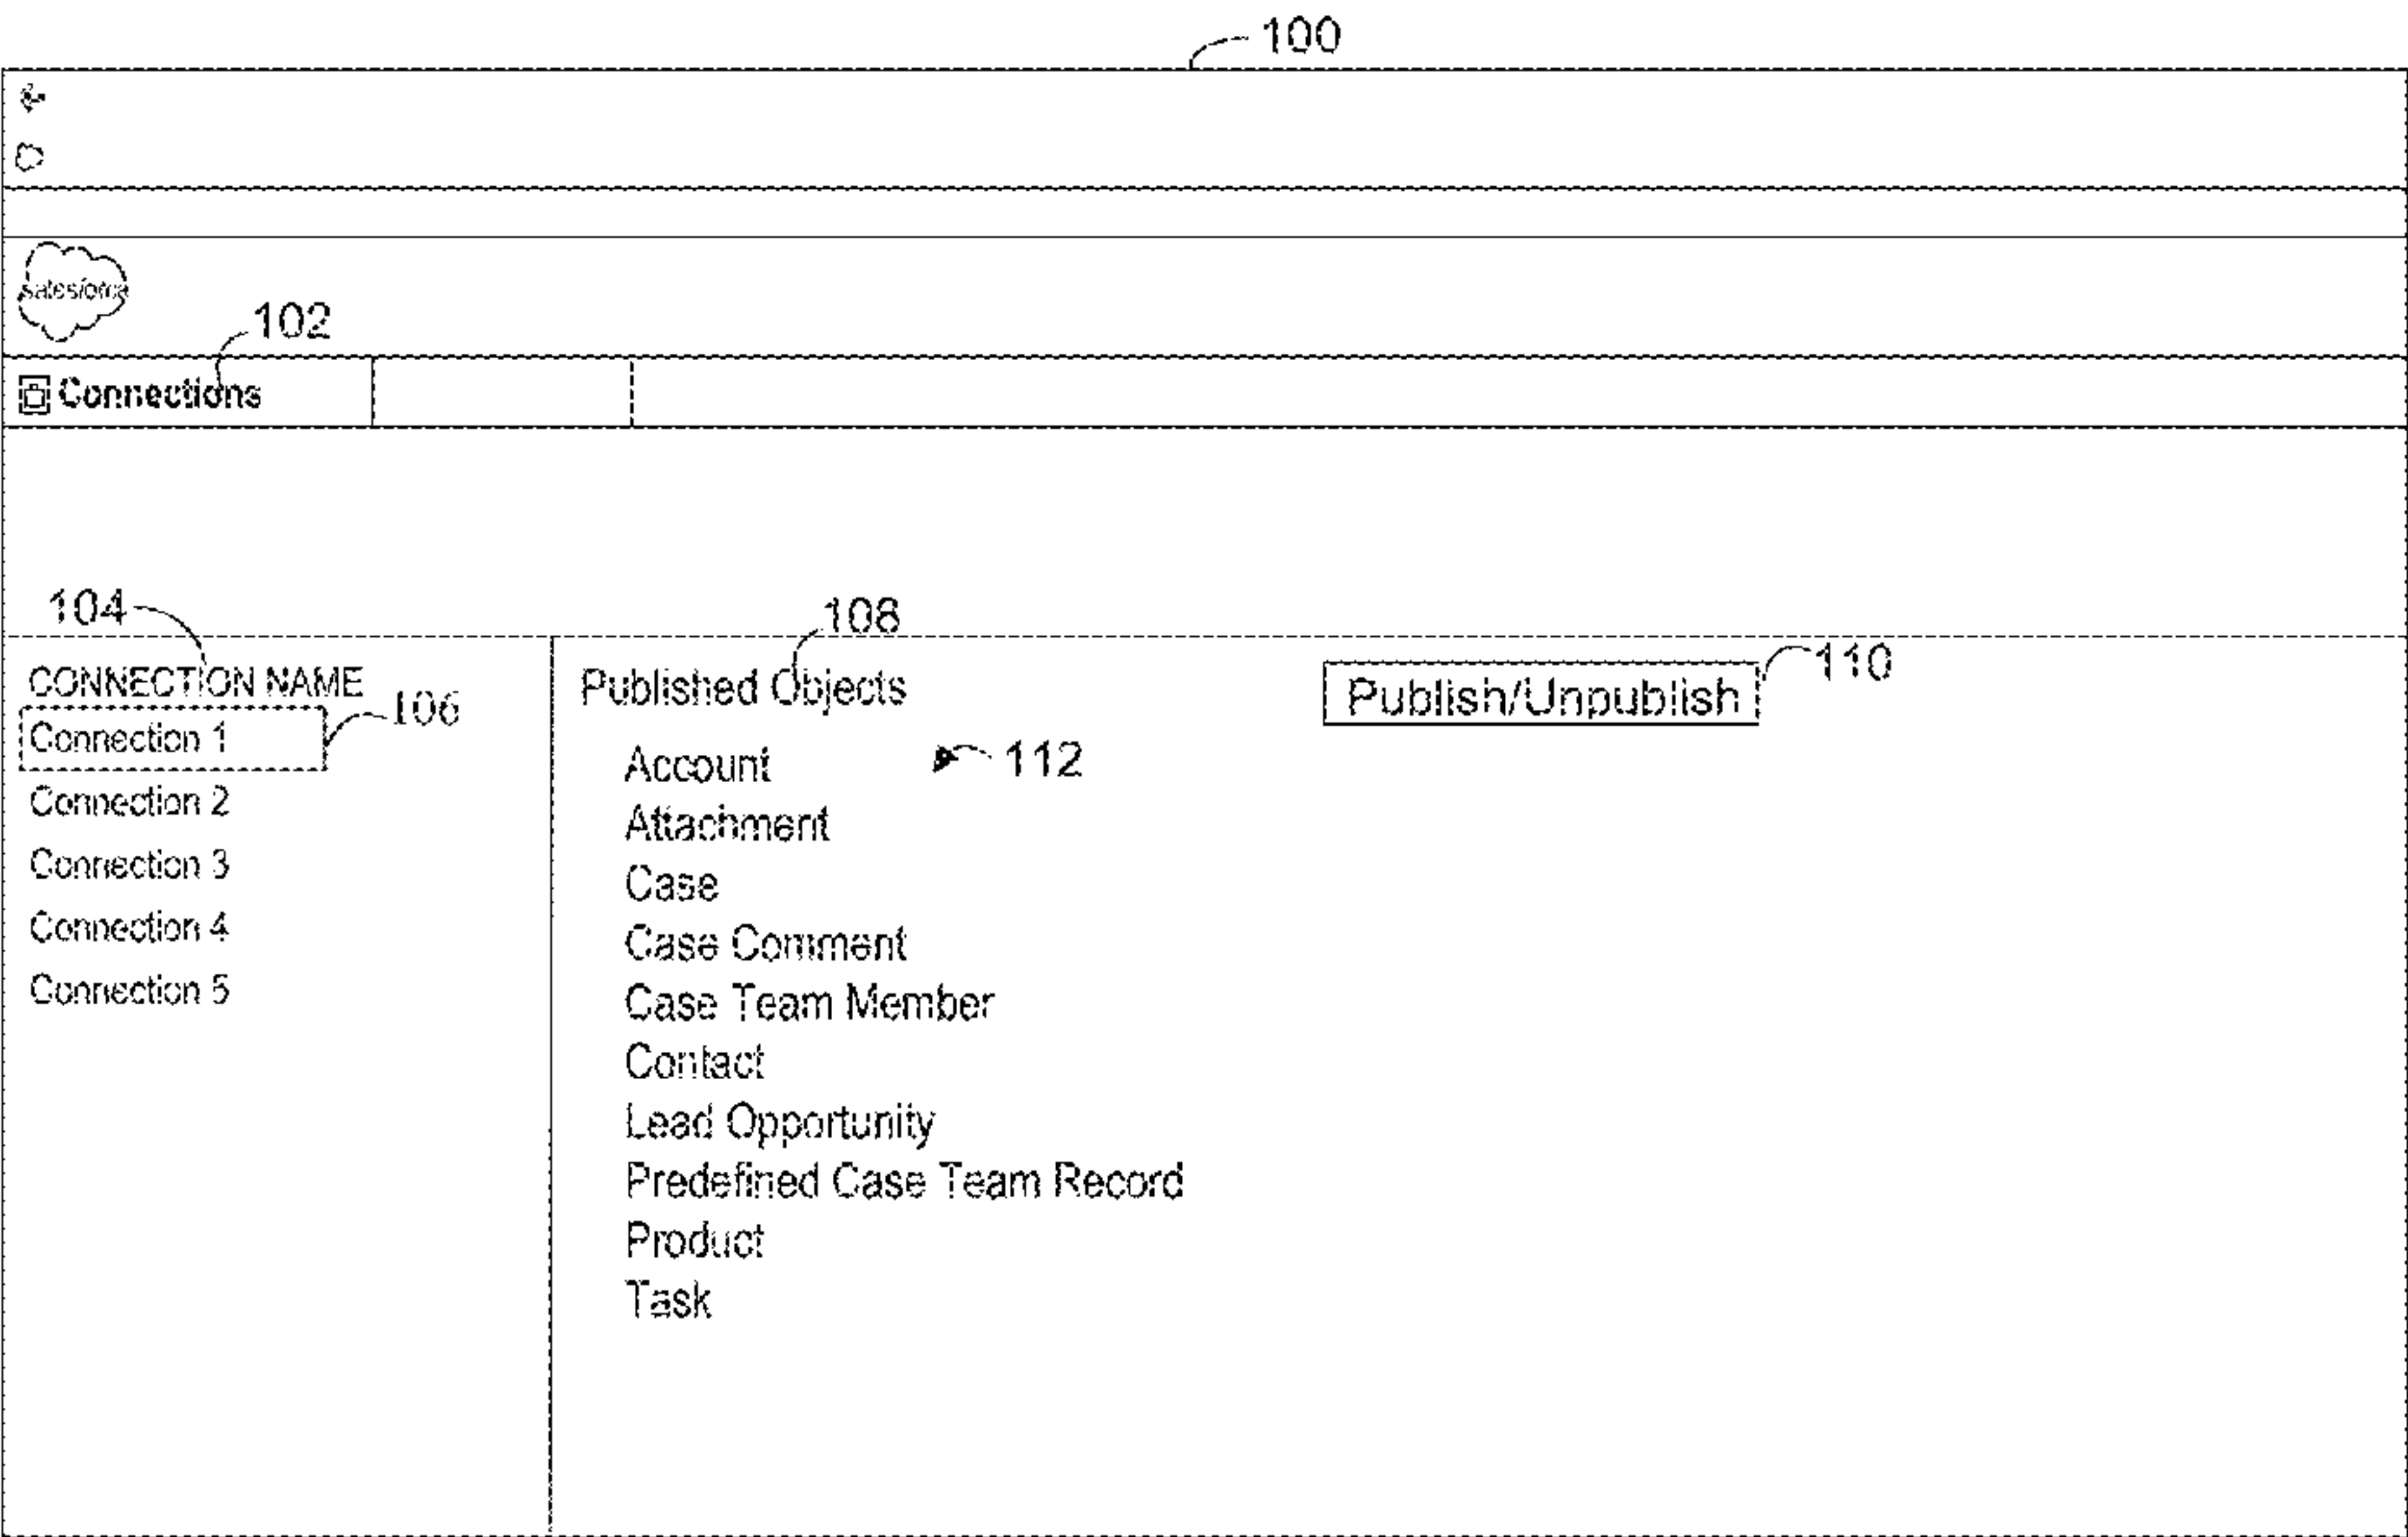 100
salesforce
102
Connections
104
108
CONNECTION NAME
Published Objects
Publish/Unpublish
110
106
Connection 1
Account
112
Connection 2
Attachment
Connection 3
Case
Connection 4
Case Comment
Connection 5
Case Team Member
Contact
Lead Opportunity
Predefined Case Team Record
Product
Task